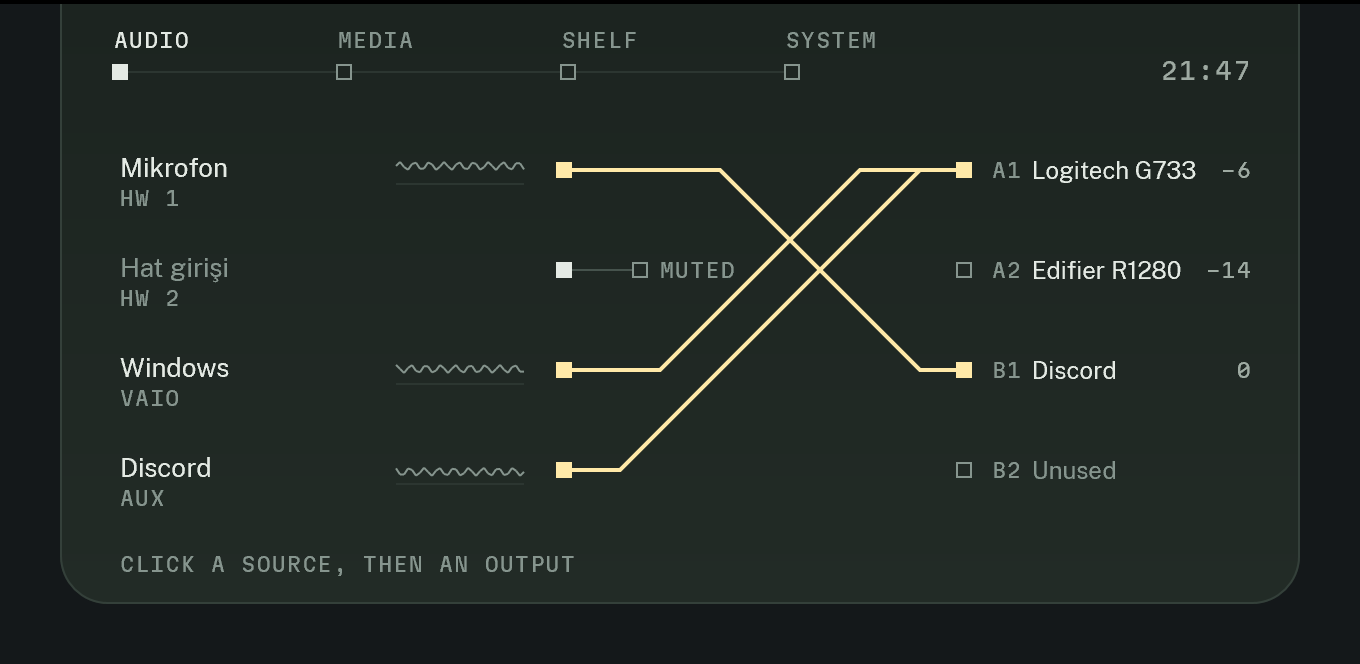 AUDIO MEDIA SHELF SYSTEM
21:47
Mikrofon
HW 1
A1 Logitech G733 −6
Hat girişi
HW 2
MUTED
A2 Edifier R1280 −14
Windows
VAIO
B1 Discord 0
Discord
AUX
B2 Unused
CLICK A SOURCE, THEN AN OUTPUT